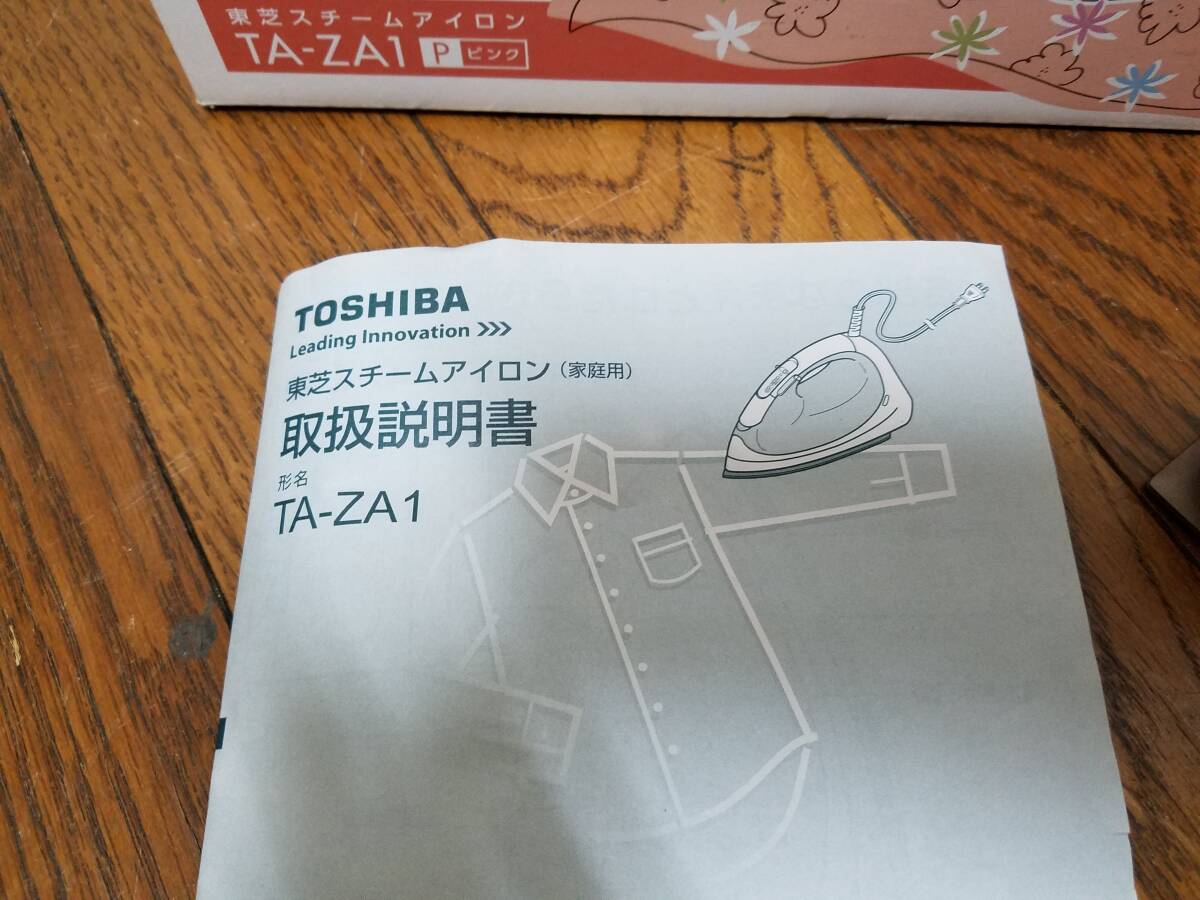 東芝スチームアイロン
TA-ZA1 P ピンク
TOSHIBA
Leading Innovation >>>
東芝スチームアイロン（家庭用）
取扱説明書
形名
TA-ZA1